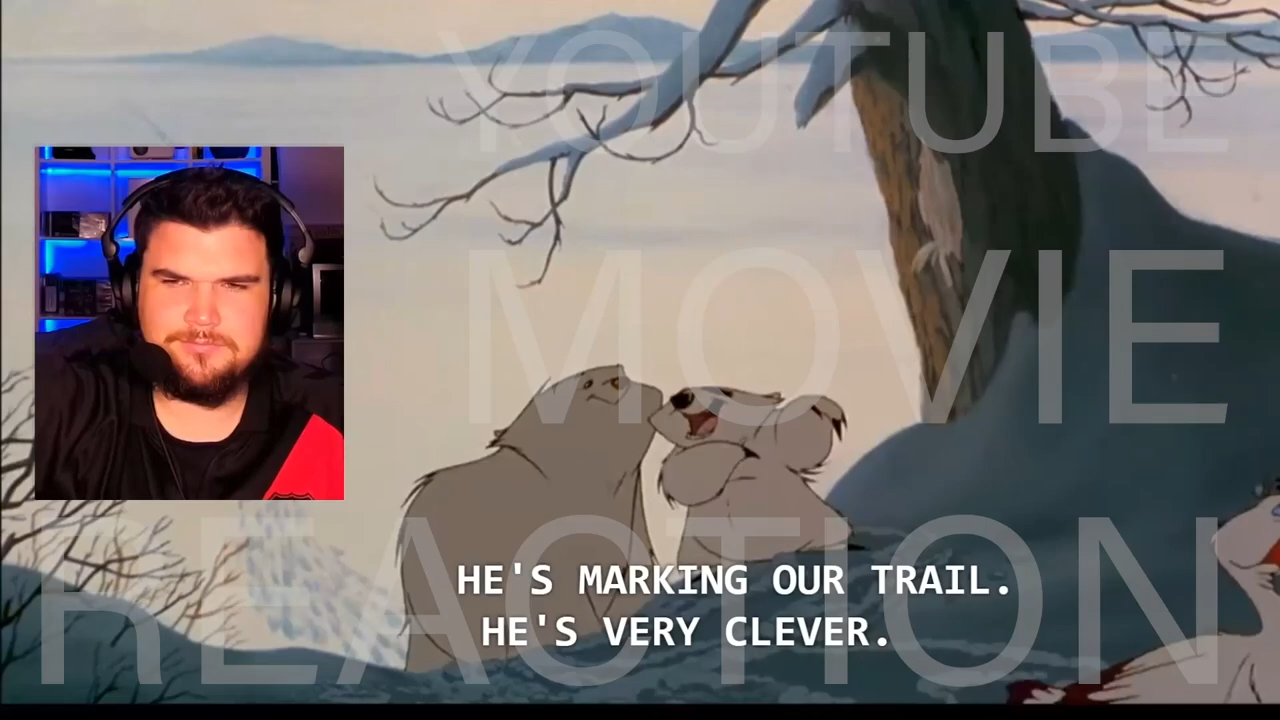 YOUTUBE
MOVIE
REACTION
HE'S MARKING OUR TRAIL.
HE'S VERY CLEVER.